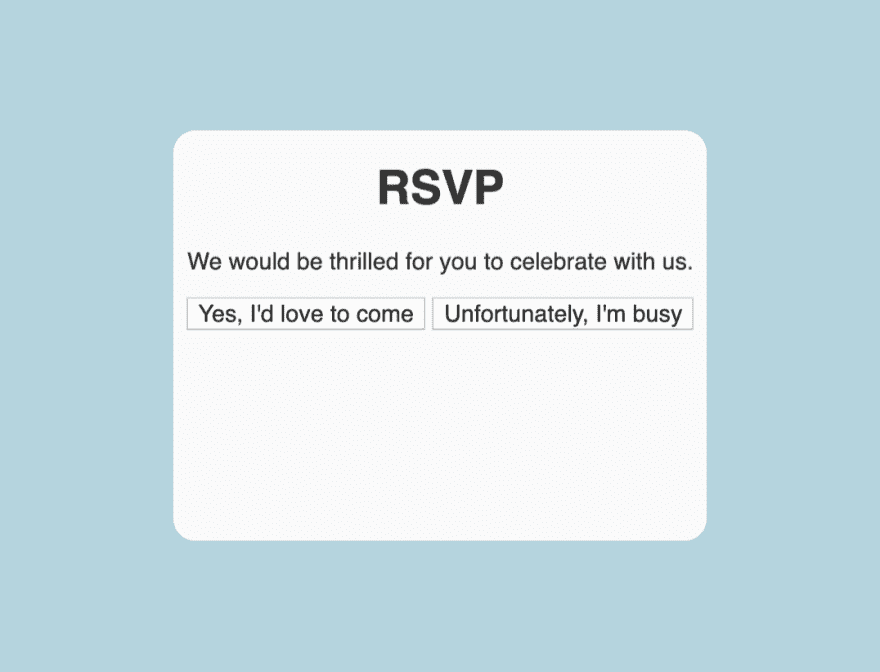 RSVP
We would be thrilled for you to celebrate with us.
Yes, I'd love to come Unfortunately, I'm busy